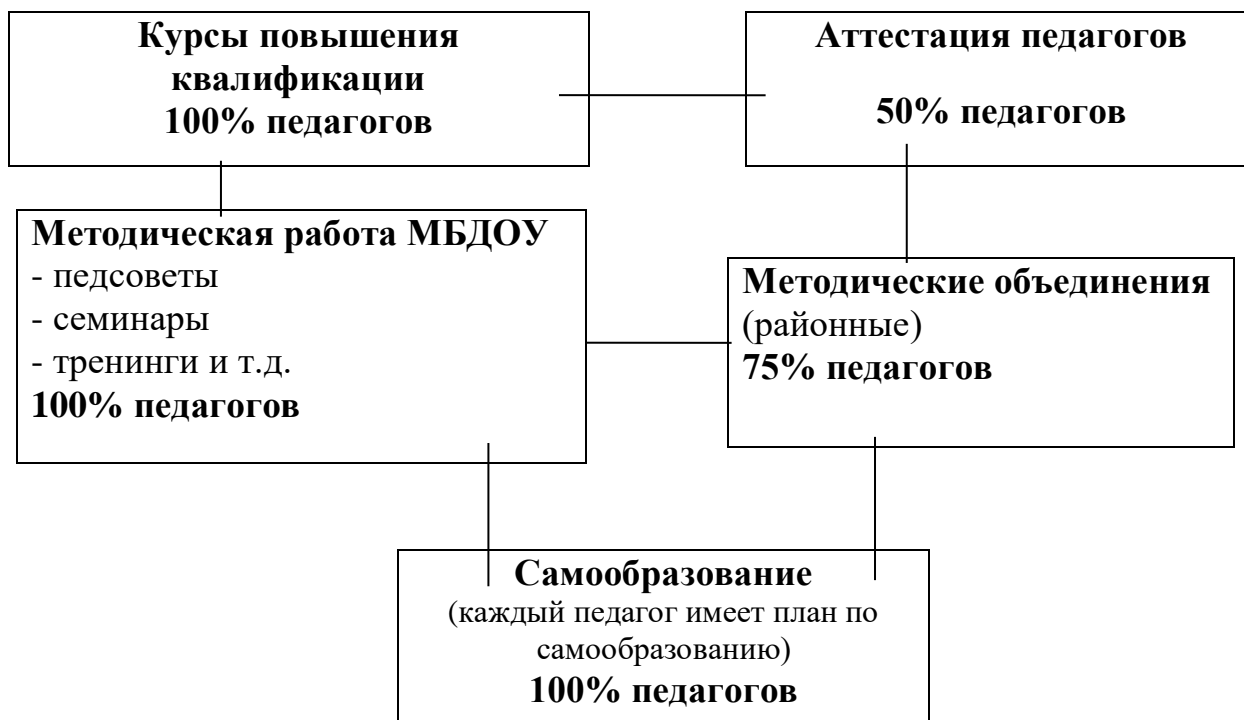 Курсы повышения
квалификации
100% педагогов
Аттестация педагогов
50% педагогов
Методическая работа МБДОУ
- педсоветы
- семинары
- тренинги и т.д.
100% педагогов
Методические объединения
(районные)
75% педагогов
Самообразование
(каждый педагог имеет план по
самообразованию)
100% педагогов